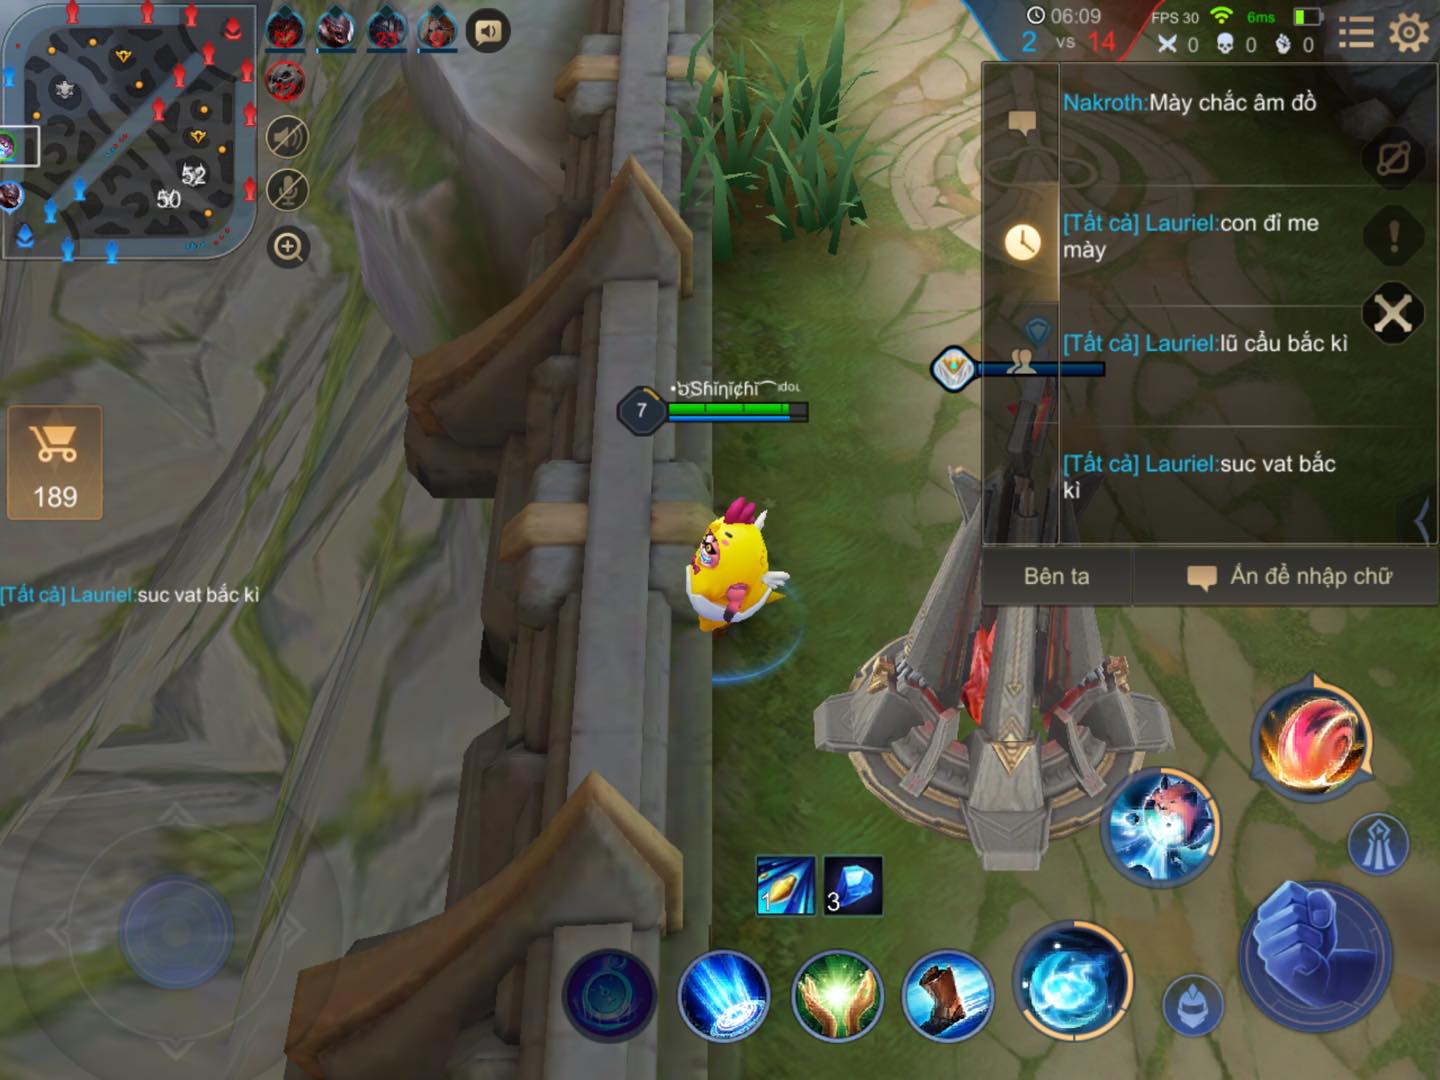 06:09
FPS 30
6ms
2 vs 14
0
0
0
Nakroth:Mày chắc âm đồ
[Tất cả] Lauriel:con đỉ me
mày
[Tất cả] Lauriel:lũ cẩu bắc kì
[Tất cả] Lauriel:suc vat bắc
kì
Bên ta
Ấn để nhập chữ
52
50
7
189
[Tất cả] Lauriel:suc vat bắc kì
1
3